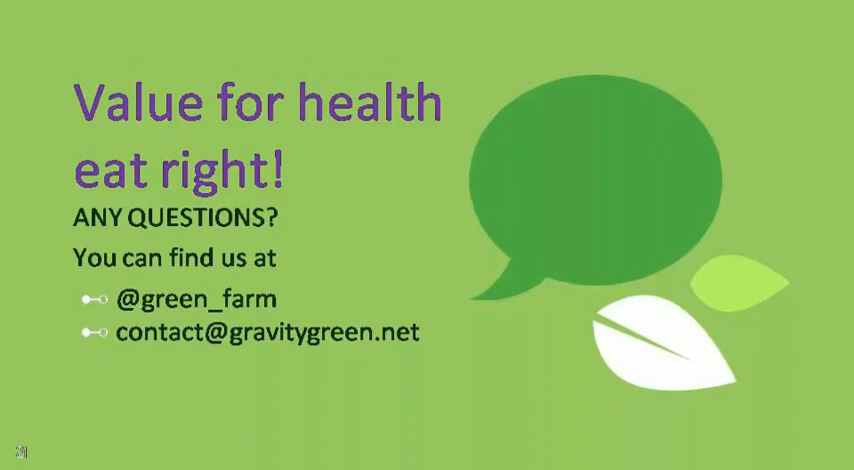 Value for health
eat right!
ANY QUESTIONS?
You can find us at
@green_farm
contact@gravitygreen.net